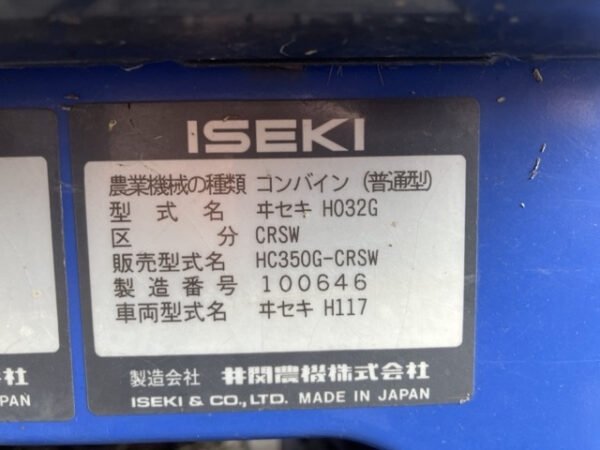 ISEKI
農業機械の種類 コンバイン (普通型)
型式名 ヰセキ HO32G
区分 CRSW
販売型式名 HC350G-CRSW
製造番号 100646
車両型式名 ヰセキ H117
製造会社 井関農機株式会社
ISEKI & CO., LTD. MADE IN JAPAN
会社
PAN